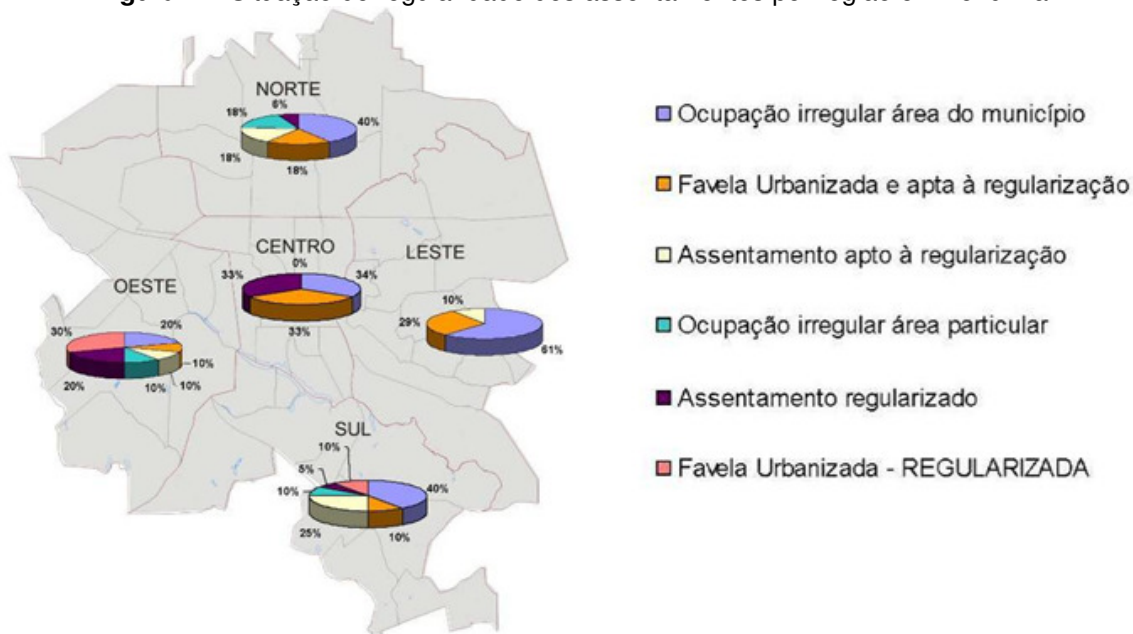 NORTE
6%
18%
40%
18%
18%
CENTRO
0%
33%
34%
33%
LESTE
10%
29%
61%
OESTE
30%
20%
10%
10%
10%
20%
SUL
10%
5%
10%
40%
25%
10%
Ocupação irregular área do município
Favela Urbanizada e apta à regularização
Assentamento apto à regularização
Ocupação irregular área particular
Assentamento regularizado
Favela Urbanizada - REGULARIZADA